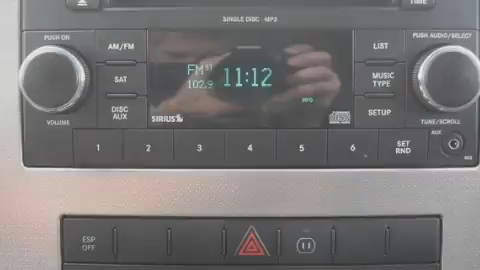 TIME
SINGLE DISC · MP3
PUSH ON
PUSH AUDIO/SELECT
AM/FM
LIST
FM ST
11:12
102.9
SAT
MUSIC
TYPE
INFO
DISC
AUX
SETUP
SIRIUS
VOLUME
TUNE/SCROLL
AUX
1 2 3 4 5 6 SET
RND
ESP
OFF